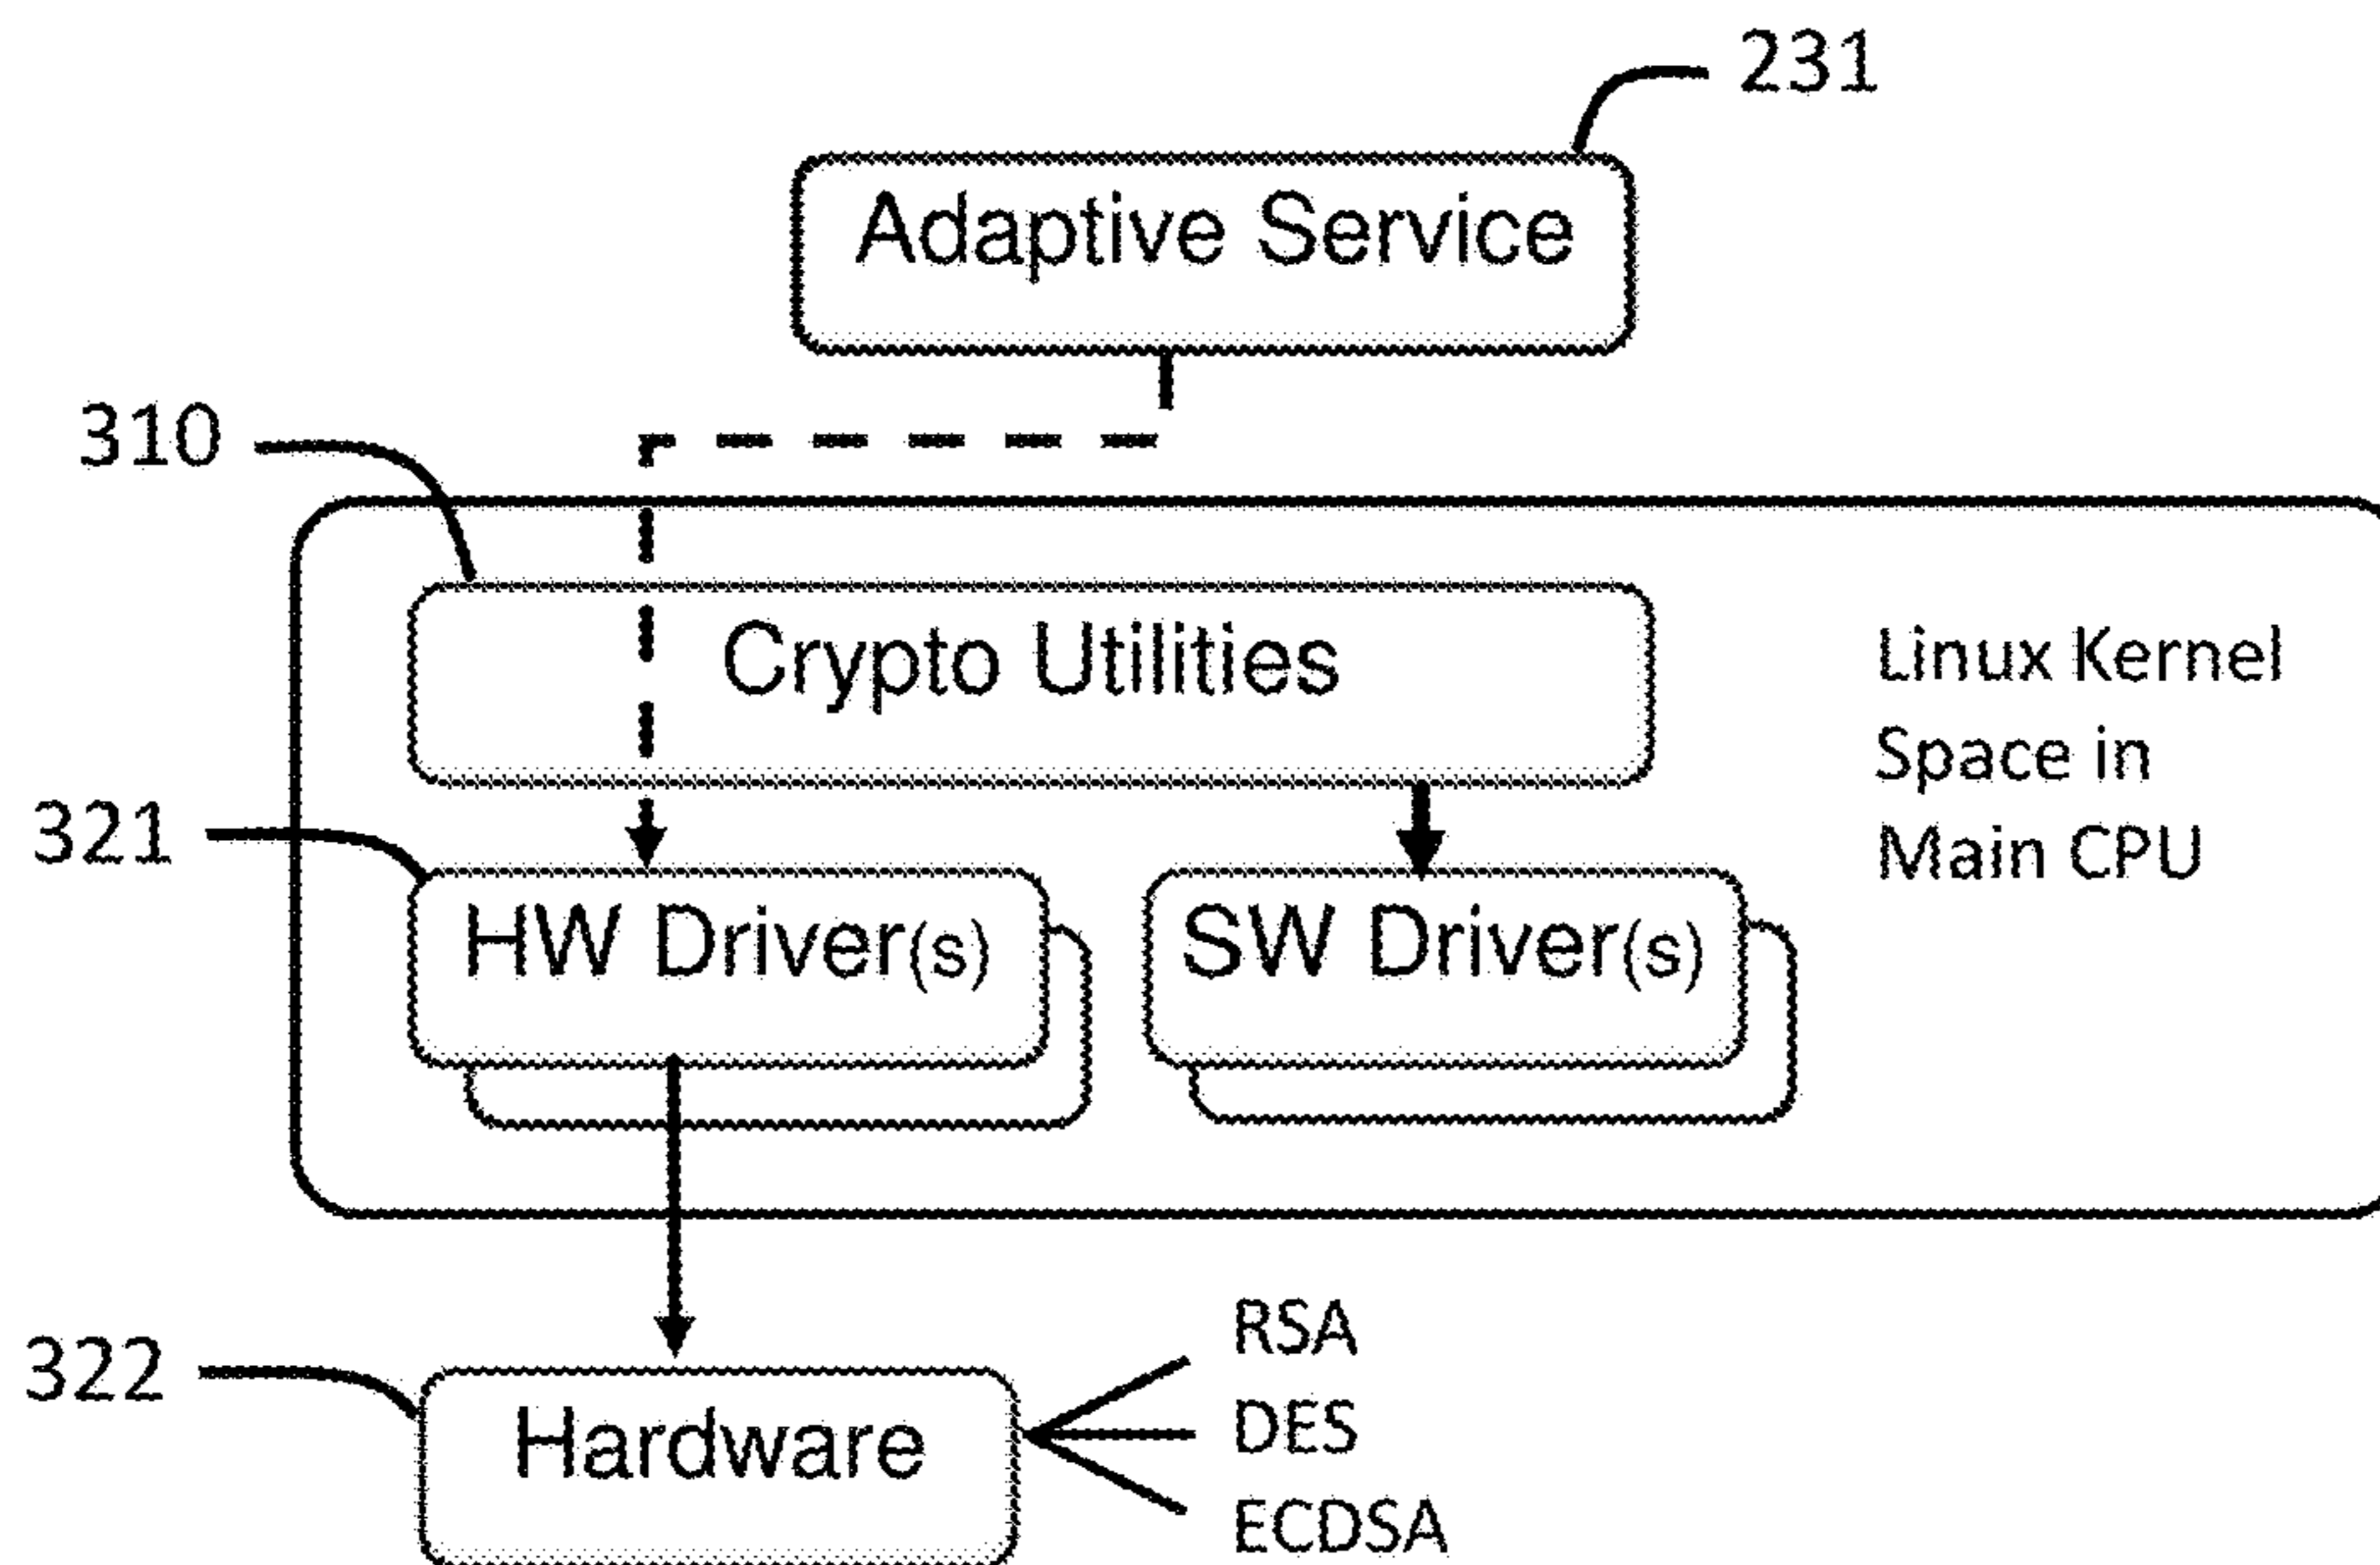 231
Adaptive Service
310
Crypto Utilities
Linux Kernel
Space in
Main CPU
321
HW Driver(s)
SW Driver(s)
322
Hardware
RSA
DES
ECDSA